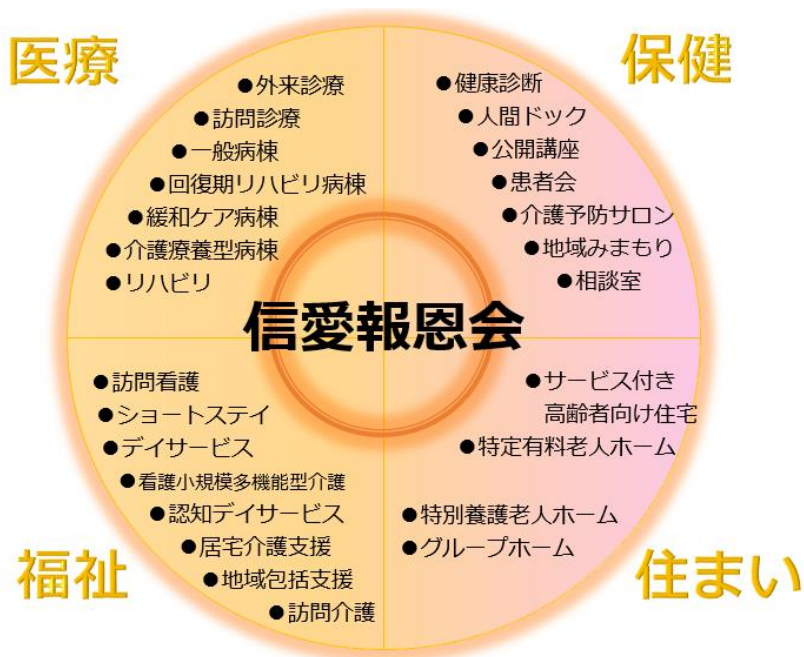 医療
●外来診療
●訪問診療
●一般病棟
●回復期リハビリ病棟
●緩和ケア病棟
●介護療養型病棟
●リハビリ
保健
●健康診断
●人間ドック
●公開講座
●患者会
●介護予防サロン
●地域みまもり
●相談室
信愛報恩会
●訪問看護
●ショートステイ
●デイサービス
●看護小規模多機能型介護
●認知デイサービス
●居宅介護支援
●地域包括支援
●訪問介護
福祉
●サービス付き
高齢者向け住宅
●特定有料老人ホーム
●特別養護老人ホーム
●グループホーム
住まい